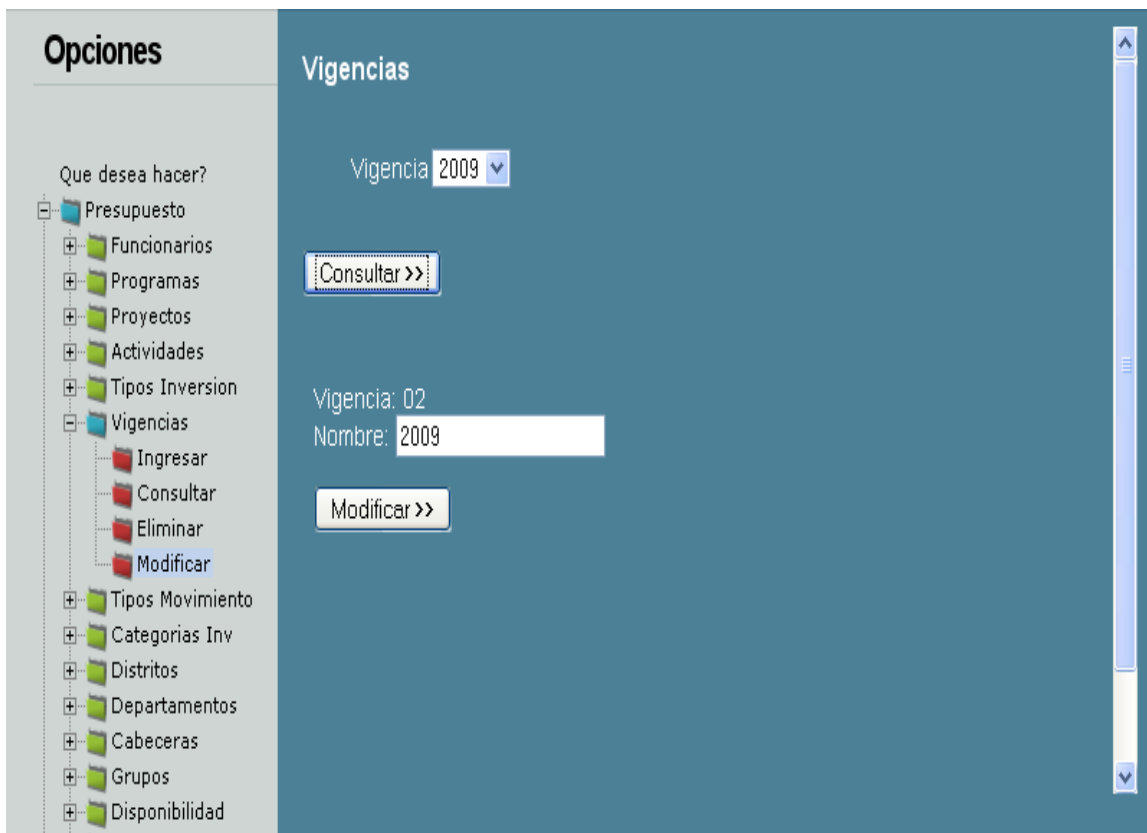 Opciones
Que desea hacer?
Presupuesto
Funcionarios
Programas
Proyectos
Actividades
Tipos Inversion
Vigencias
Ingresar
Consultar
Eliminar
Modificar
Tipos Movimiento
Categorias Inv
Distritos
Departamentos
Cabeceras
Grupos
Disponibilidad
Vigencias
Vigencia 2009
Consultar >>
Vigencia: 02
Nombre: 2009
Modificar >>